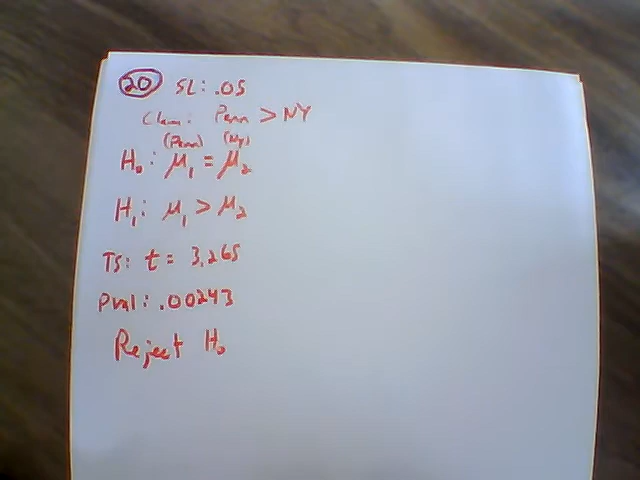 20 SL: .05
Claim: Penn > NY
(Penn) (NY)
H₀: μ₁ = μ₂
H₁: μ₁ > μ₂
TS: t = 3.265
Pval: .00243
Reject H₀